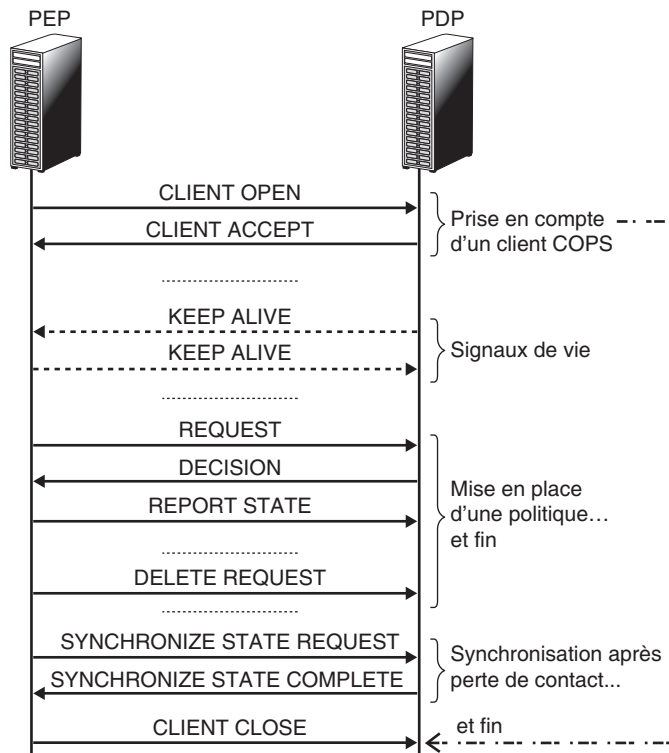 PEP
PDP
CLIENT OPEN
CLIENT ACCEPT
Prise en compte
d'un client COPS
KEEP ALIVE
KEEP ALIVE
Signaux de vie
REQUEST
DECISION
REPORT STATE
DELETE REQUEST
Mise en place
d'une politique…
et fin
SYNCHRONIZE STATE REQUEST
SYNCHRONIZE STATE COMPLETE
Synchronisation après
perte de contact...
CLIENT CLOSE
et fin